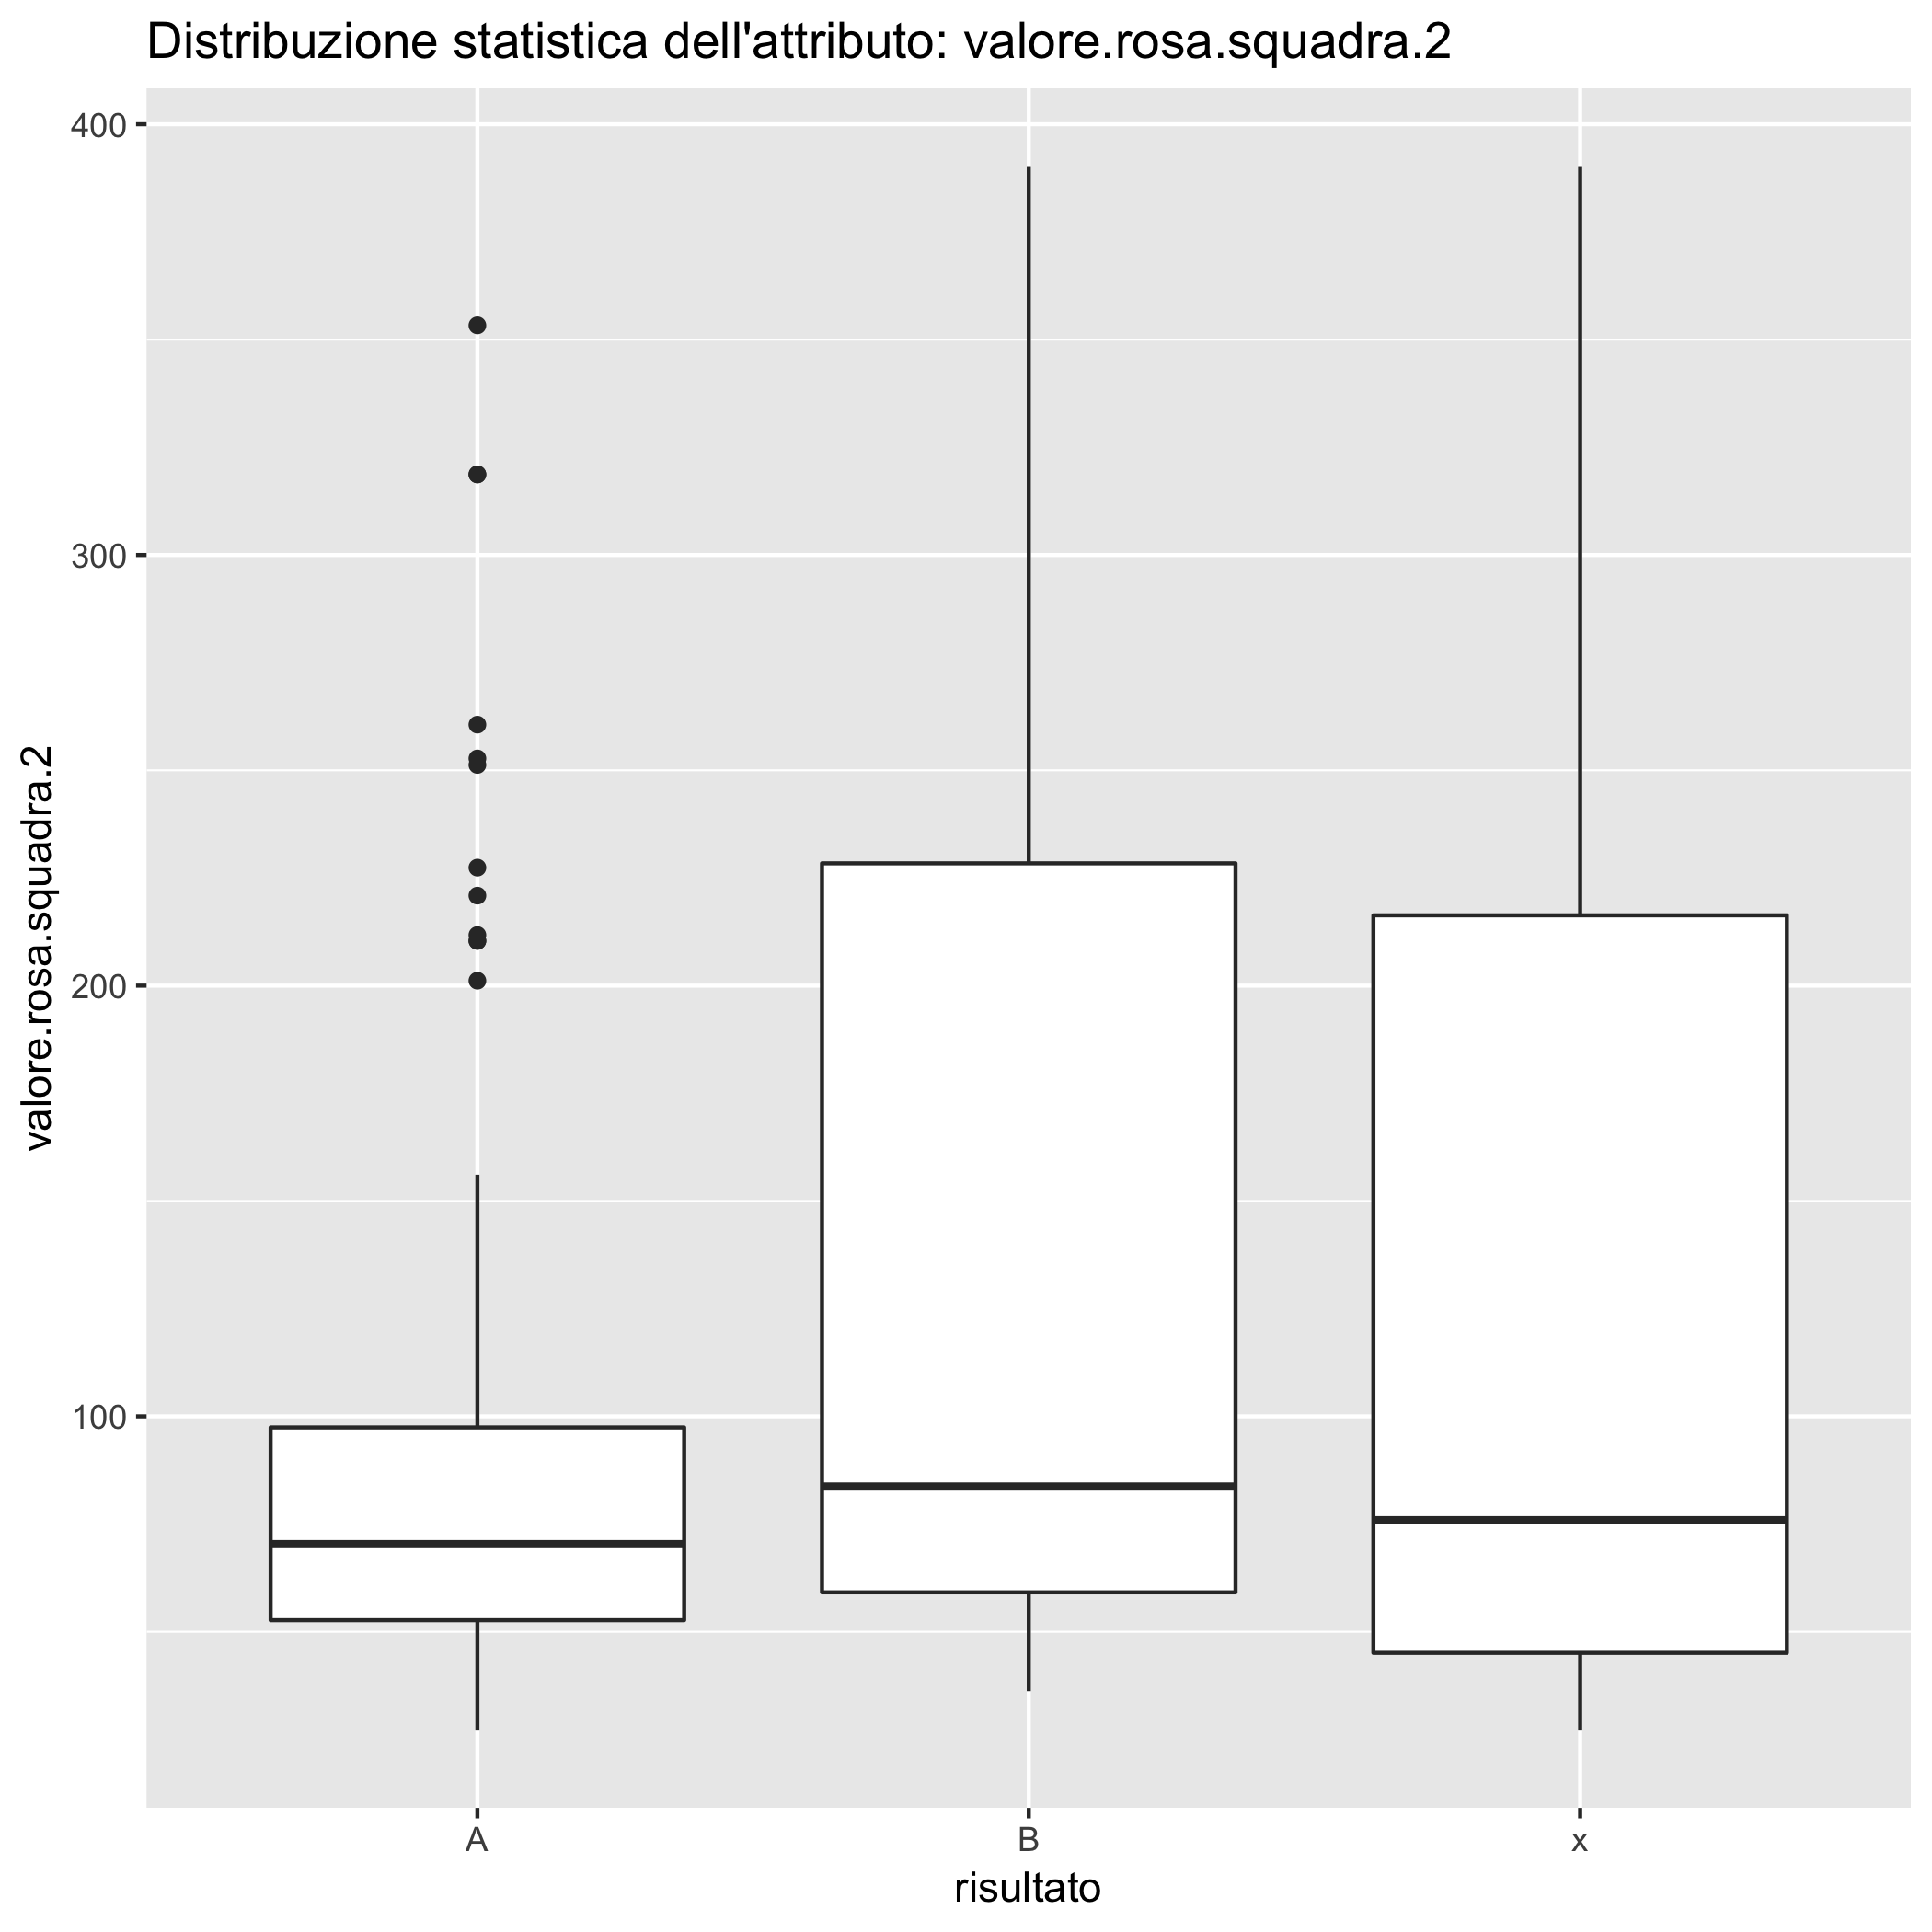 Distribuzione statistica dell'attributo: valore.rosa.squadra.2
valore.rosa.squadra.2
400
300
200
100
A
B
x
risultato